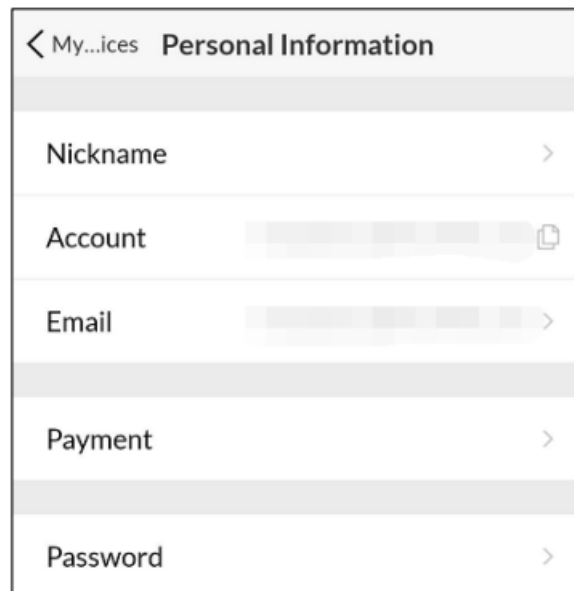 My...ices Personal Information
Nickname
Account
Email
Payment
Password